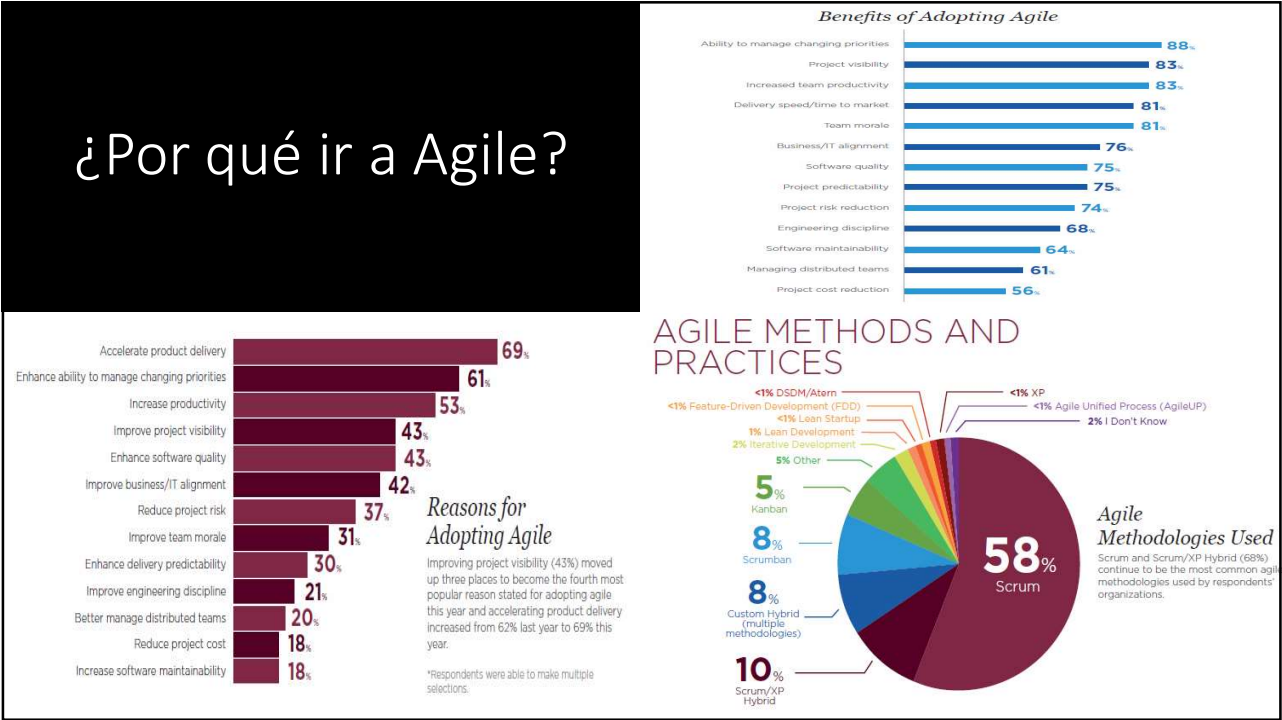 ¿Por qué ir a Agile?
Benefits of Adopting Agile
Ability to manage changing priorities 88%
Project visibility 83%
Increased team productivity 83%
Delivery speed/time to market 81%
Team morale 81%
Business/IT alignment 76%
Software quality 75%
Project predictability 75%
Project risk reduction 74%
Engineering discipline 68%
Software maintainability 64%
Managing distributed teams 61%
Project cost reduction 56%
Accelerate product delivery 69%
Enhance ability to manage changing priorities 61%
Increase productivity 53%
Improve project visibility 43%
Enhance software quality 43%
Improve business/IT alignment 42%
Reduce project risk 37%
Improve team morale 31%
Enhance delivery predictability 30%
Improve engineering discipline 21%
Better manage distributed teams 20%
Reduce project cost 18%
Increase software maintainability 18%
Reasons for
Adopting Agile
Improving project visibility (43%) moved
up three places to become the fourth most
popular reason stated for adopting agile
this year and accelerating product delivery
increased from 62% last year to 69% this
year.
*Respondents were able to make multiple
selections.
AGILE METHODS AND
PRACTICES
<1% DSDM/Atern
<1% Feature-Driven Development (FDD)
<1% Lean Startup
1% Lean Development
2% Iterative Development
5% Other
5%
Kanban
8%
Scrumban
8%
Custom Hybrid
(multiple
methodologies)
10%
Scrum/XP
Hybrid
<1% XP
<1% Agile Unified Process (AgileUP)
2% I Don't Know
58%
Scrum
Agile
Methodologies Used
Scrum and Scrum/XP Hybrid (68%)
continue to be the most common agile
methodologies used by respondents'
organizations.